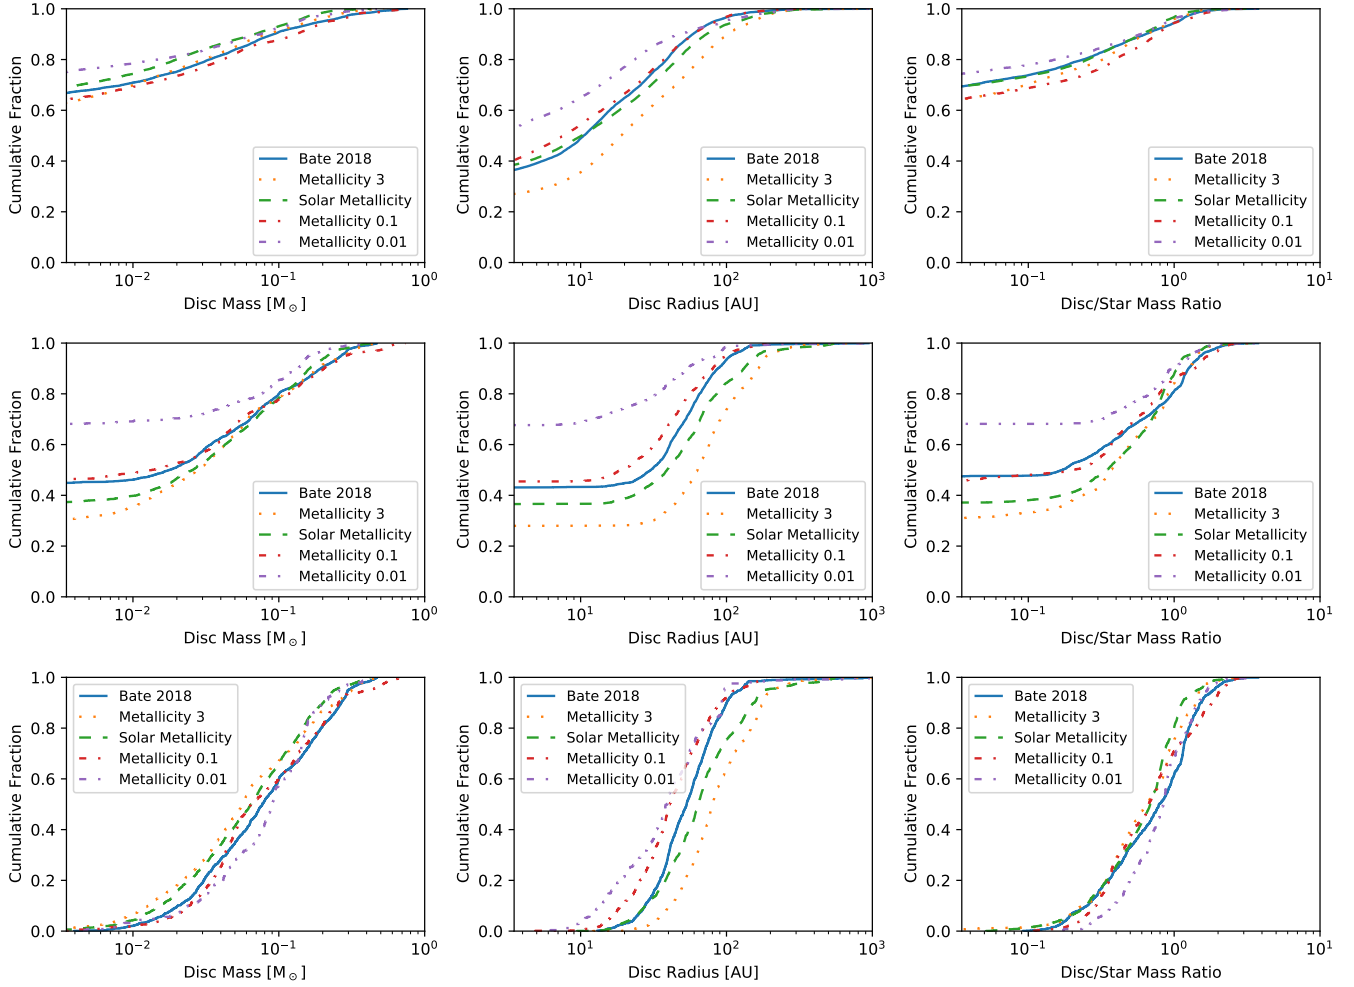 Cumulative Fraction
1.0
0.8
0.6
0.4
0.2
0.0
Bate 2018
Metallicity 3
Solar Metallicity
Metallicity 0.1
Metallicity 0.01
10⁻² 10⁻¹ 10⁰
Disc Mass [M⊙]
Cumulative Fraction
1.0
0.8
0.6
0.4
0.2
0.0
Bate 2018
Metallicity 3
Solar Metallicity
Metallicity 0.1
Metallicity 0.01
10¹ 10² 10³
Disc Radius [AU]
Cumulative Fraction
1.0
0.8
0.6
0.4
0.2
0.0
Bate 2018
Metallicity 3
Solar Metallicity
Metallicity 0.1
Metallicity 0.01
10⁻¹ 10⁰ 10¹
Disc/Star Mass Ratio
Cumulative Fraction
1.0
0.8
0.6
0.4
0.2
0.0
Bate 2018
Metallicity 3
Solar Metallicity
Metallicity 0.1
Metallicity 0.01
10⁻² 10⁻¹ 10⁰
Disc Mass [M⊙]
Cumulative Fraction
1.0
0.8
0.6
0.4
0.2
0.0
Bate 2018
Metallicity 3
Solar Metallicity
Metallicity 0.1
Metallicity 0.01
10¹ 10² 10³
Disc Radius [AU]
Cumulative Fraction
1.0
0.8
0.6
0.4
0.2
0.0
Bate 2018
Metallicity 3
Solar Metallicity
Metallicity 0.1
Metallicity 0.01
10⁻¹ 10⁰ 10¹
Disc/Star Mass Ratio
Cumulative Fraction
1.0
0.8
0.6
0.4
0.2
0.0
Bate 2018
Metallicity 3
Solar Metallicity
Metallicity 0.1
Metallicity 0.01
10⁻² 10⁻¹ 10⁰
Disc Mass [M⊙]
Cumulative Fraction
1.0
0.8
0.6
0.4
0.2
0.0
Bate 2018
Metallicity 3
Solar Metallicity
Metallicity 0.1
Metallicity 0.01
10¹ 10² 10³
Disc Radius [AU]
Cumulative Fraction
1.0
0.8
0.6
0.4
0.2
0.0
Bate 2018
Metallicity 3
Solar Metallicity
Metallicity 0.1
Metallicity 0.01
10⁻¹ 10⁰ 10¹
Disc/Star Mass Ratio